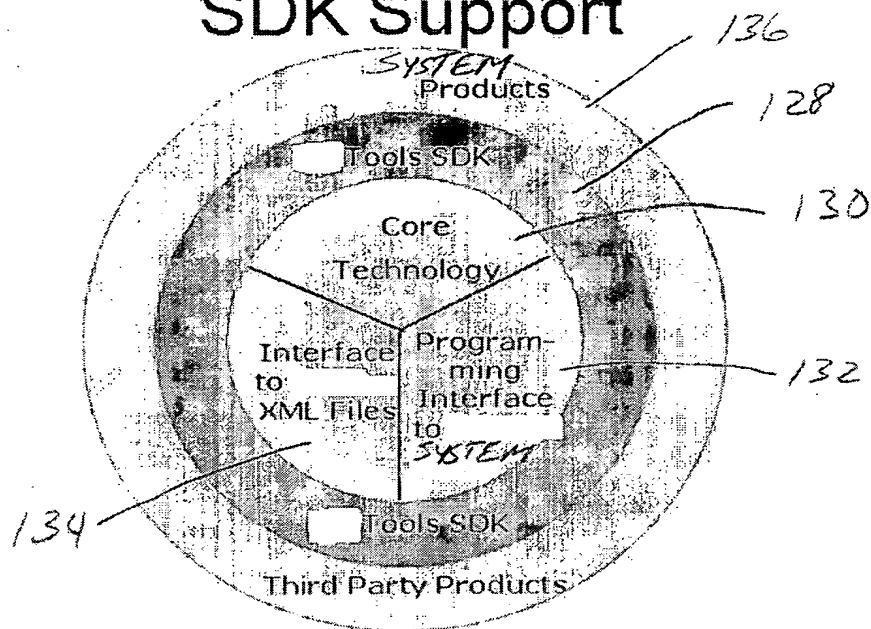 SDK Support
136
SYSTEM
Products
128
Tools SDK
130
Core
Technology
Interface
to
XML Files
Program-
ming
Interface
to
SYSTEM
132
134
Tools SDK
Third Party Products